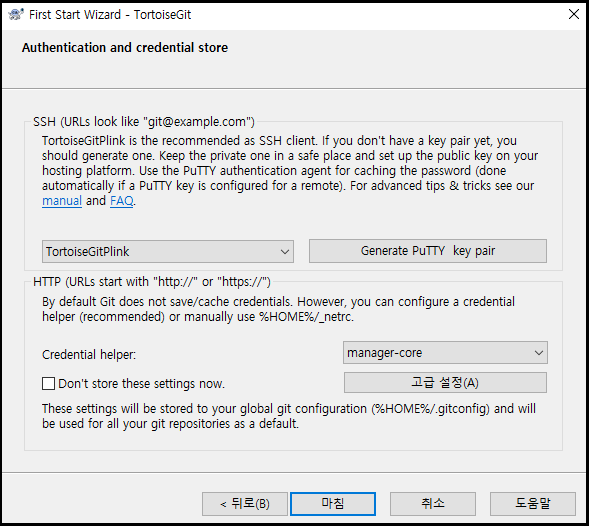 First Start Wizard - TortoiseGit
Authentication and credential store
SSH (URLs look like "git@example.com")
TortoiseGitPlink is the recommended as SSH client. If you don't have a key pair yet, you
should generate one. Keep the private one in a safe place and set up the public key on your
hosting platform. Use the PuTTY authentication agent for caching the password (done
automatically if a PuTTY key is configured for a remote). For advanced tips & tricks see our
manual and FAQ.
TortoiseGitPlink
Generate PuTTY key pair
HTTP (URLs start with "http://" or "https://")
By default Git does not save/cache credentials. However, you can configure a credential
helper (recommended) or manually use %HOME%/_netrc.
Credential helper:
manager-core
Don't store these settings now.
고급 설정(A)
These settings will be stored to your global git configuration (%HOME%/.gitconfig) and will
be used for all your git repositories as a default.
< 뒤로(B)
마침
취소
도움말